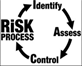 Identify
RiSK
PROCESS
Assess
Control